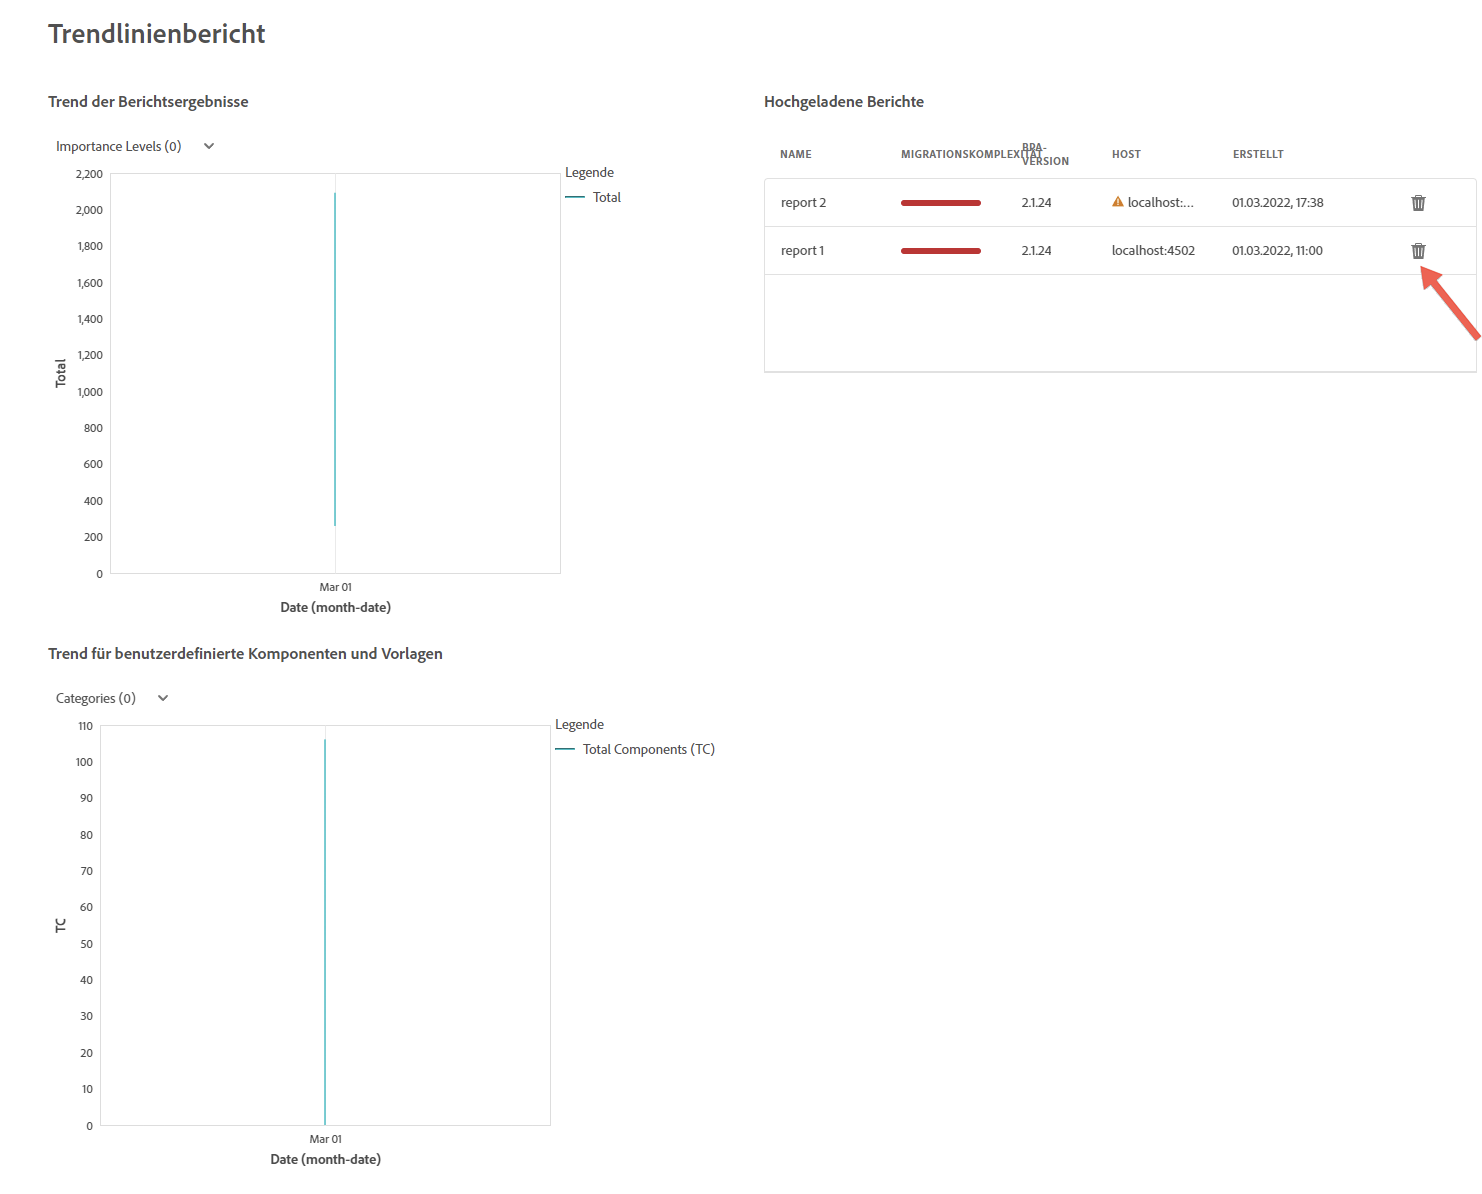 Trendlinienbericht
Trend der Berichtsergebnisse
Importance Levels (0)
Legende
Total
2,200
2,000
1,800
1,600
1,400
1,200
1,000
800
600
400
200
0
Total
Mar 01
Date (month-date)
Trend für benutzerdefinierte Komponenten und Vorlagen
Categories (0)
Legende
Total Components (TC)
110
100
90
80
70
60
50
40
30
20
10
0
TC
Mar 01
Date (month-date)
Hochgeladene Berichte
NAME MIGRATIONSKOMPLEXITÄT BPA-VERSION HOST ERSTELLT
report 2 2.1.24 localhost:... 01.03.2022, 17:38
report 1 2.1.24 localhost:4502 01.03.2022, 11:00